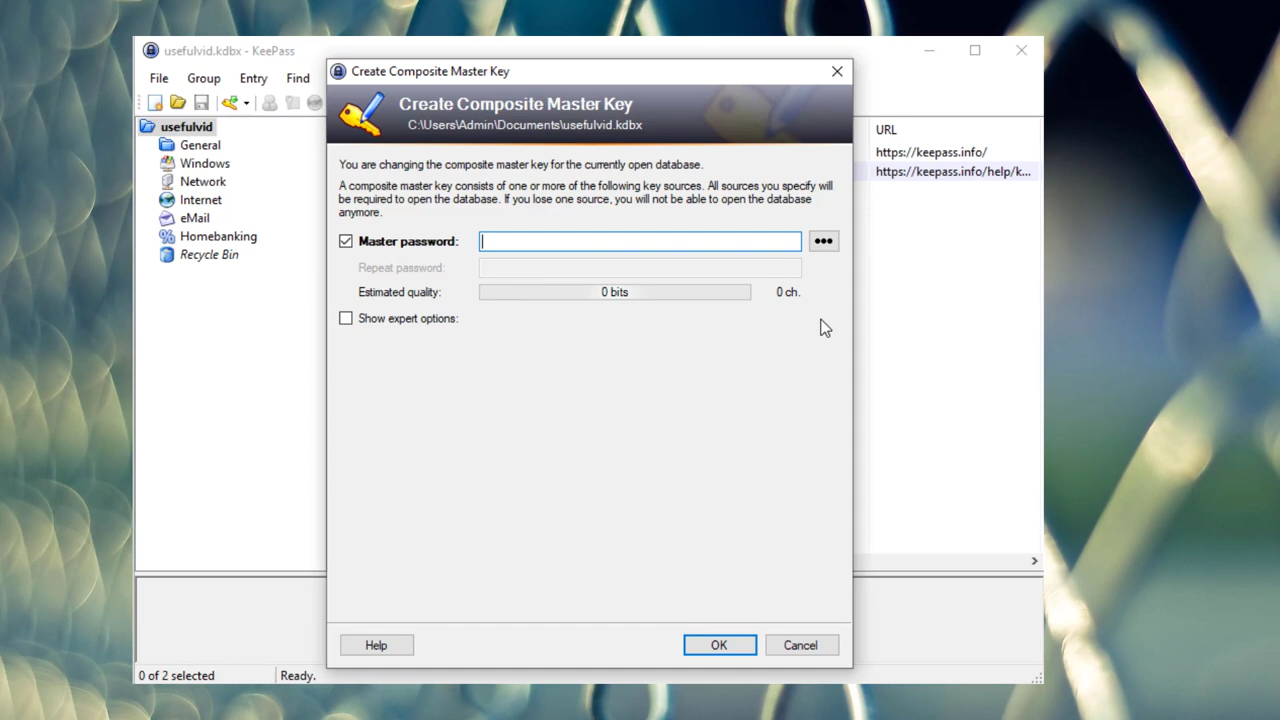 usefulvid.kdbx - KeePass
File Group Entry Find
usefulvid
General
Windows
Network
Internet
eMail
Homebanking
Recycle Bin
Create Composite Master Key
Create Composite Master Key
C:\Users\Admin\Documents\usefulvid.kdbx
You are changing the composite master key for the currently open database.
A composite master key consists of one or more of the following key sources. All sources you specify will
be required to open the database. If you lose one source, you will not be able to open the database
anymore.
Master password:
Repeat password:
Estimated quality: 0 bits 0 ch.
Show expert options:
Help OK Cancel
URL
https://keepass.info/
https://keepass.info/help/k...
0 of 2 selected Ready.